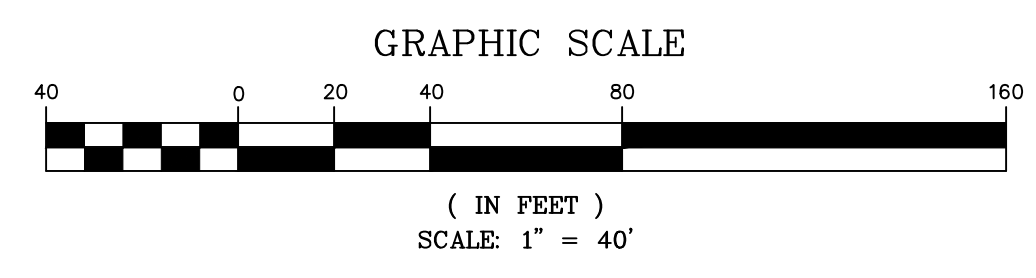 GRAPHIC SCALE
40 0 20 40 80 160
( IN FEET )
SCALE: 1" = 40'